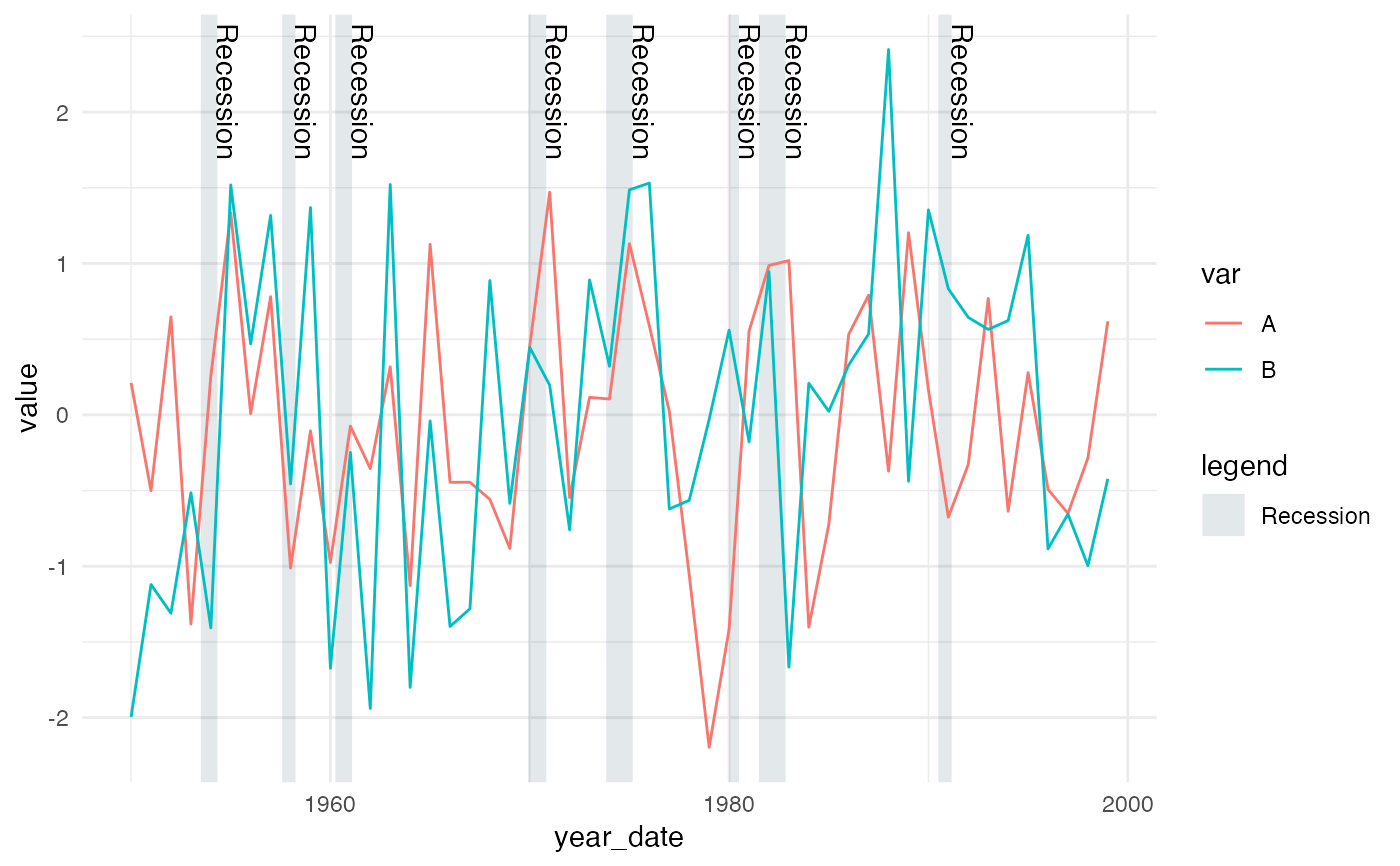 Recession
Recession
Recession
Recession
Recession
Recession
Recession
Recession
2
1
0
-1
-2
value
1960
1980
2000
year_date
var
A
B
legend
Recession